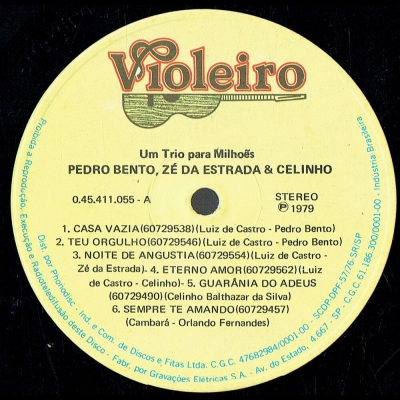 Violeiro
Um Trio para Milhões
PEDRO BENTO, ZÉ DA ESTRADA & CELINHO
0.45.411.055 - A
STEREO
Ⓟ 1979
1. CASA VAZIA(60729538)(Luiz de Castro - Pedro Bento)
2. TEU ORGULHO(60729546)(Luiz de Castro - Pedro Bento)
3. NOITE DE ANGUSTIA(60729554)(Luiz de Castro -
Zé da Estrada)- 4. ETERNO AMOR(60729562)(Luiz
de Castro - Celinho)- 5. GUARÂNIA DO ADEUS
(60729490)(Celinho Balthazar da Silva)
6. SEMPRE TE AMANDO(60729457)
(Cambará - Orlando Fernandes)
Proibida a Reprodução, Execução e Radioteledifusão deste Disco - Fabr. por Gravações Elétricas S.A. - Av. do Estado, 4.667 - SP - C.G.C. 61.186.300/0001-00 - Indústria Brasileira
Dist. por Phonodisc - Ind. e Com. de Discos e Fitas Ltda. C.G.C. 47682984/0001-00 - SCDP-DPF-57/76-SR/SP